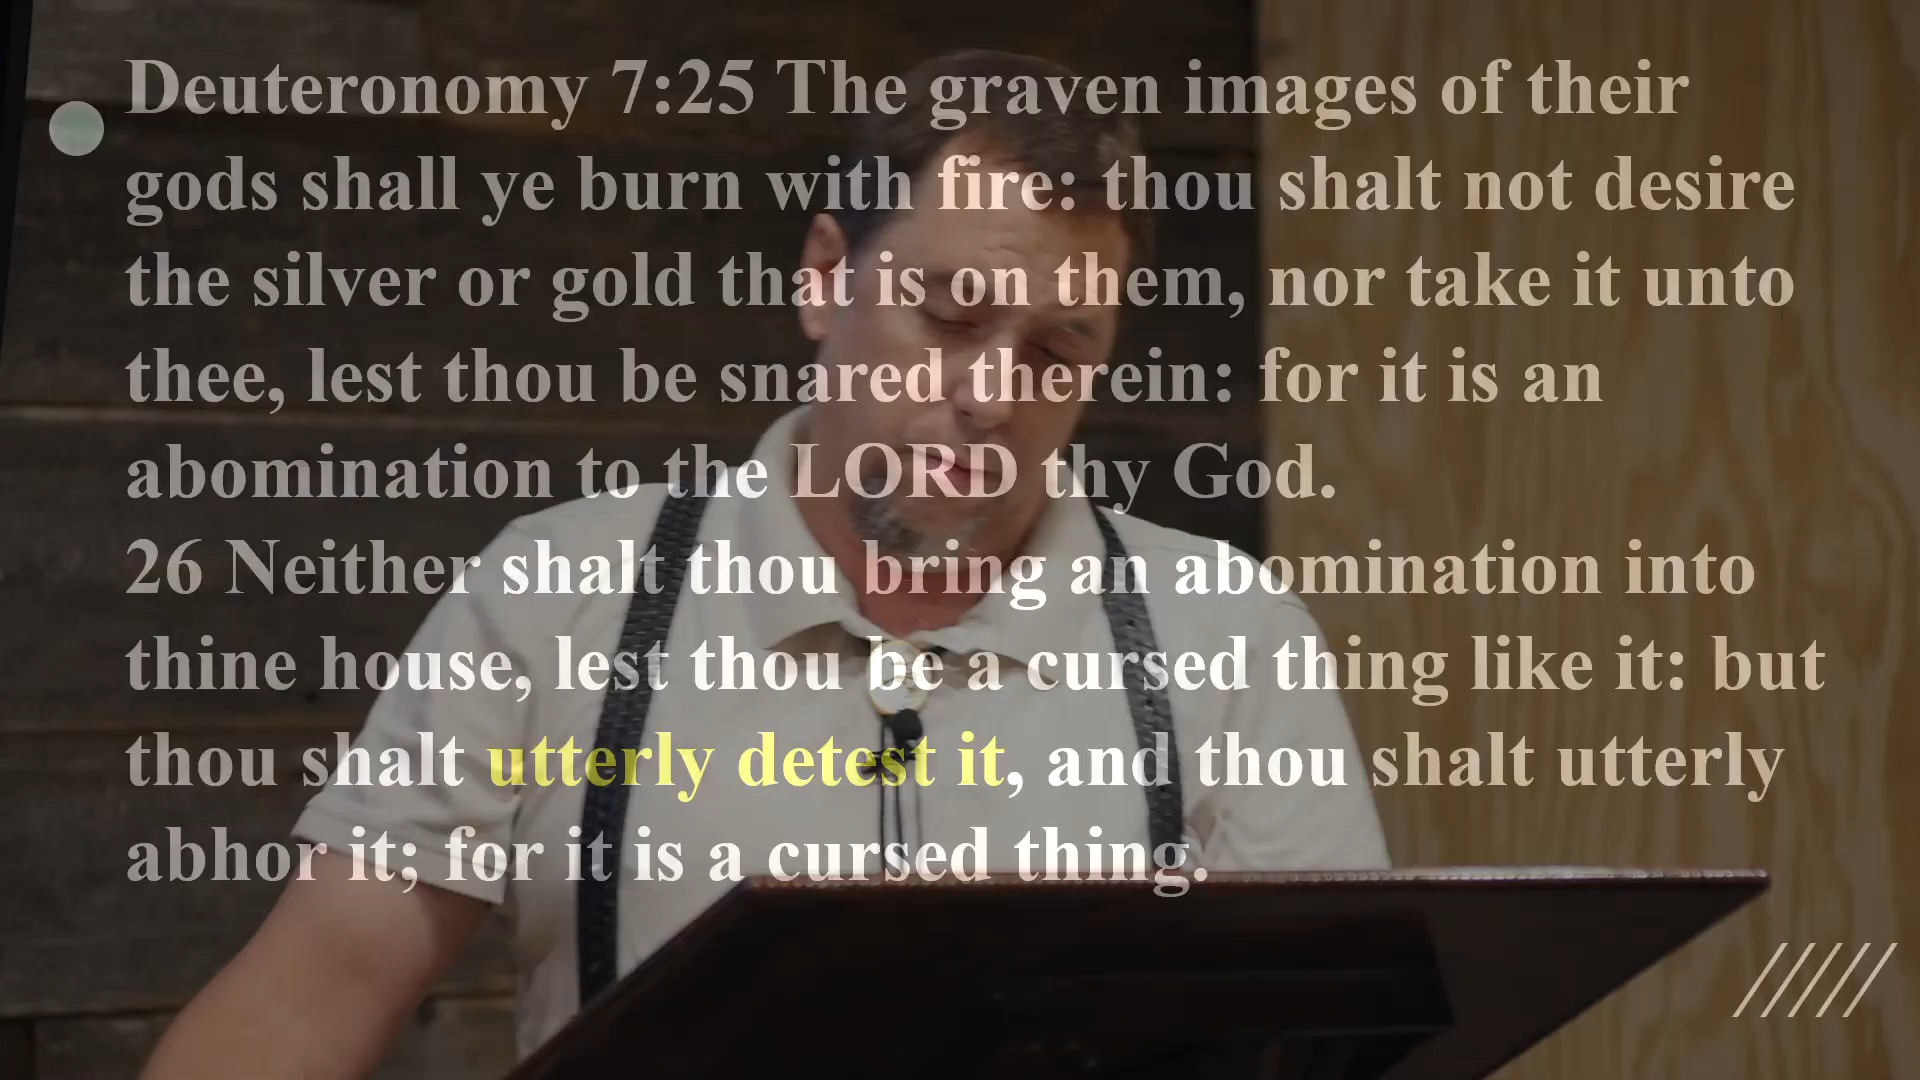 Deuteronomy 7:25 The graven images of their
gods shall ye burn with fire: thou shalt not desire
the silver or gold that is on them, nor take it unto
thee, lest thou be snared therein: for it is an
abomination to the LORD thy God.
26 Neither shalt thou bring an abomination into
thine house, lest thou be a cursed thing like it: but
thou shalt utterly detest it, and thou shalt utterly
abhor it; for it is a cursed thing.